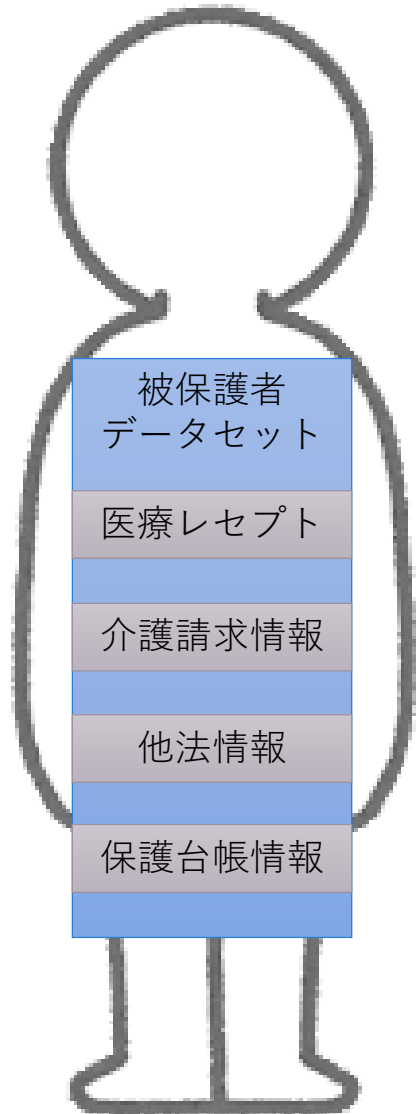 被保護者
データセット
医療レセプト
介護請求情報
他法情報
保護台帳情報